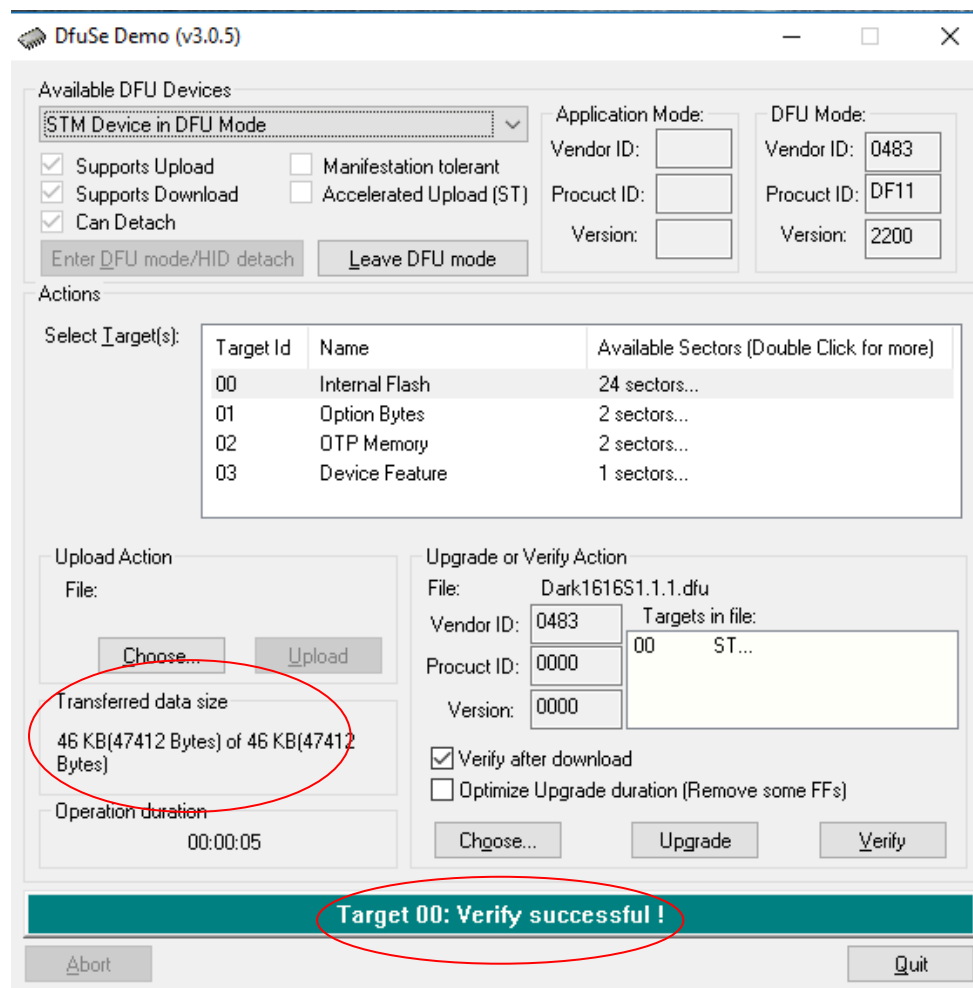 DfuSe Demo (v3.0.5)
Available DFU Devices
STM Device in DFU Mode
Supports Upload
Manifestation tolerant
Supports Download
Accelerated Upload (ST)
Can Detach
Enter DFU mode/HID detach
Leave DFU mode
Application Mode:
Vendor ID:
Procuct ID:
Version:
DFU Mode:
Vendor ID: 0483
Procuct ID: DF11
Version: 2200
Actions
Select Target(s):
Target Id Name Available Sectors (Double Click for more)
00 Internal Flash 24 sectors...
01 Option Bytes 2 sectors...
02 OTP Memory 2 sectors...
03 Device Feature 1 sectors...
Upload Action
File:
Choose... Upload
Transferred data size
46 KB(47412 Bytes) of 46 KB(47412
Bytes)
Operation duration
00:00:05
Upgrade or Verify Action
File: Dark1616S1.1.1.dfu
Vendor ID: 0483
Procuct ID: 0000
Version: 0000
Targets in file:
00 ST...
Verify after download
Optimize Upgrade duration (Remove some FFs)
Choose... Upgrade Verify
Target 00: Verify successful !
Abort Quit